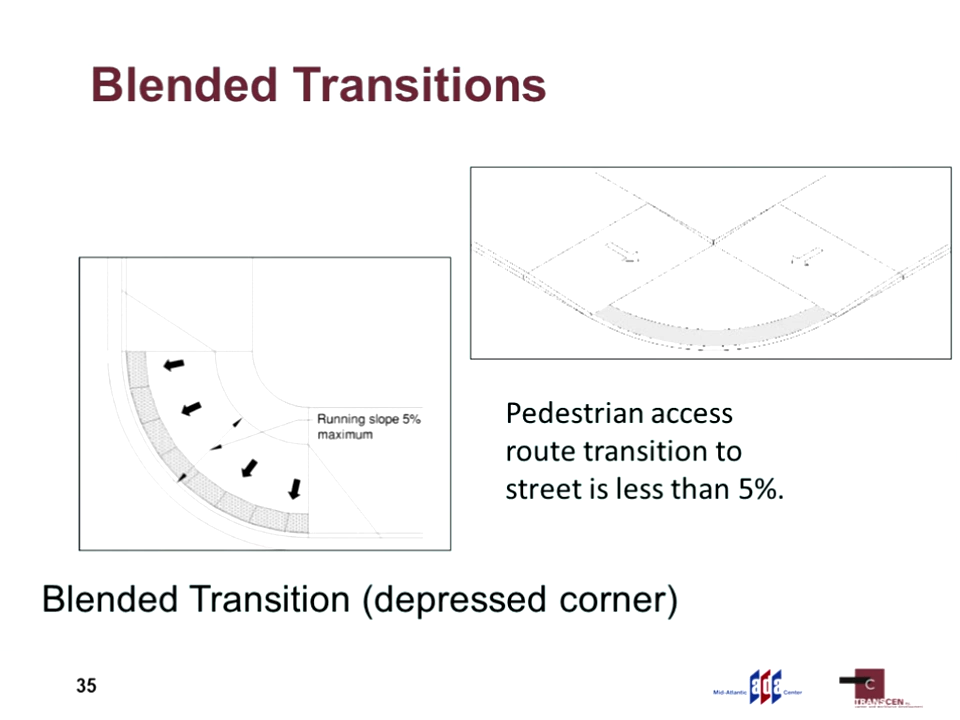 Blended Transitions
Running slope 5%
maximum
Pedestrian access
route transition to
street is less than 5%.
Blended Transition (depressed corner)
35
Mid-Atlantic ada Center
C
TRANSCEN